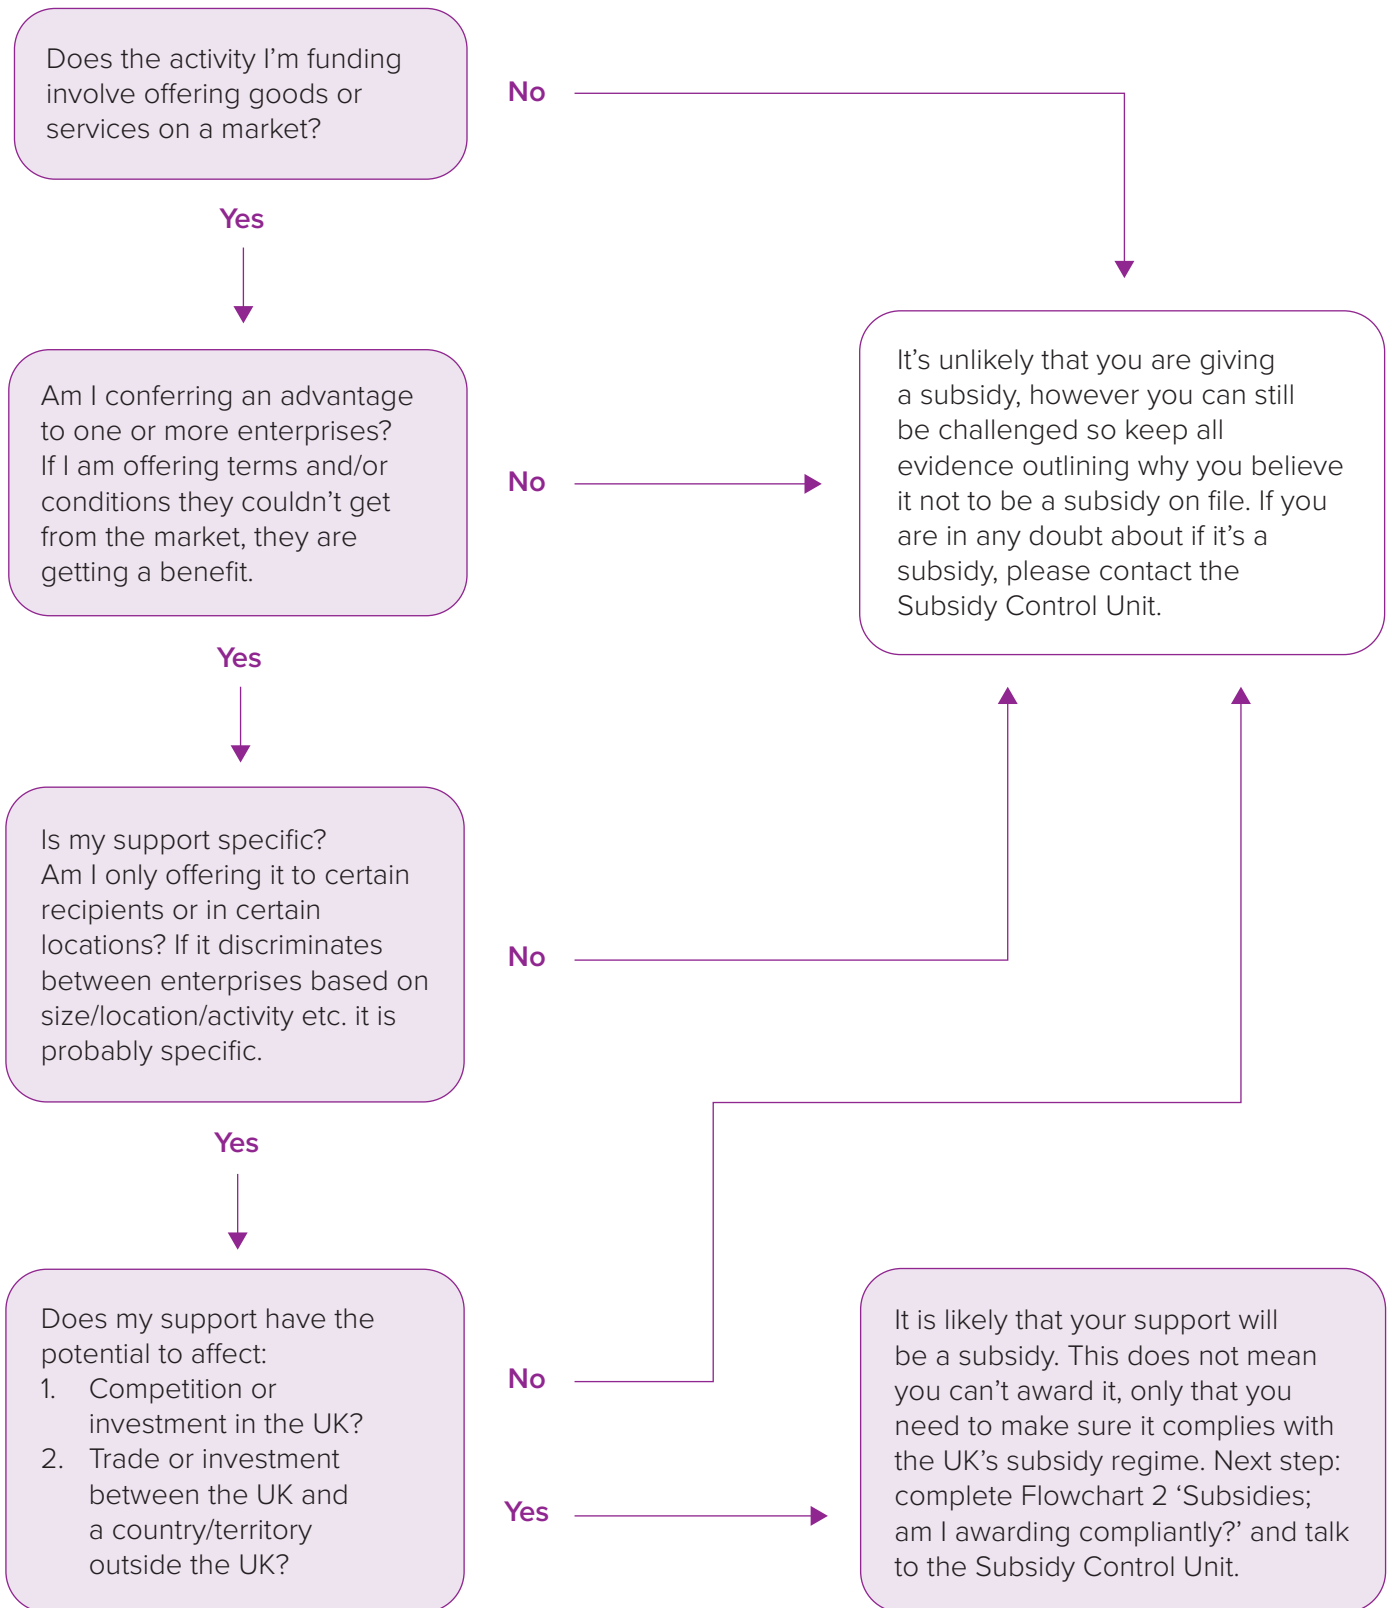 Does the activity I’m funding
involve offering goods or
services on a market?
No
Yes
Am I conferring an advantage
to one or more enterprises?
If I am offering terms and/or
conditions they couldn’t get
from the market, they are
getting a benefit.
No
It’s unlikely that you are giving
a subsidy, however you can still
be challenged so keep all
evidence outlining why you believe
it not to be a subsidy on file. If you
are in any doubt about if it’s a
subsidy, please contact the
Subsidy Control Unit.
Yes
Is my support specific?
Am I only offering it to certain
recipients or in certain
locations? If it discriminates
between enterprises based on
size/location/activity etc. it is
probably specific.
No
Yes
Does my support have the
potential to affect:
1. Competition or
investment in the UK?
2. Trade or investment
between the UK and
a country/territory
outside the UK?
No
Yes
It is likely that your support will
be a subsidy. This does not mean
you can’t award it, only that you
need to make sure it complies with
the UK’s subsidy regime. Next step:
complete Flowchart 2 ‘Subsidies;
am I awarding compliantly?’ and talk
to the Subsidy Control Unit.